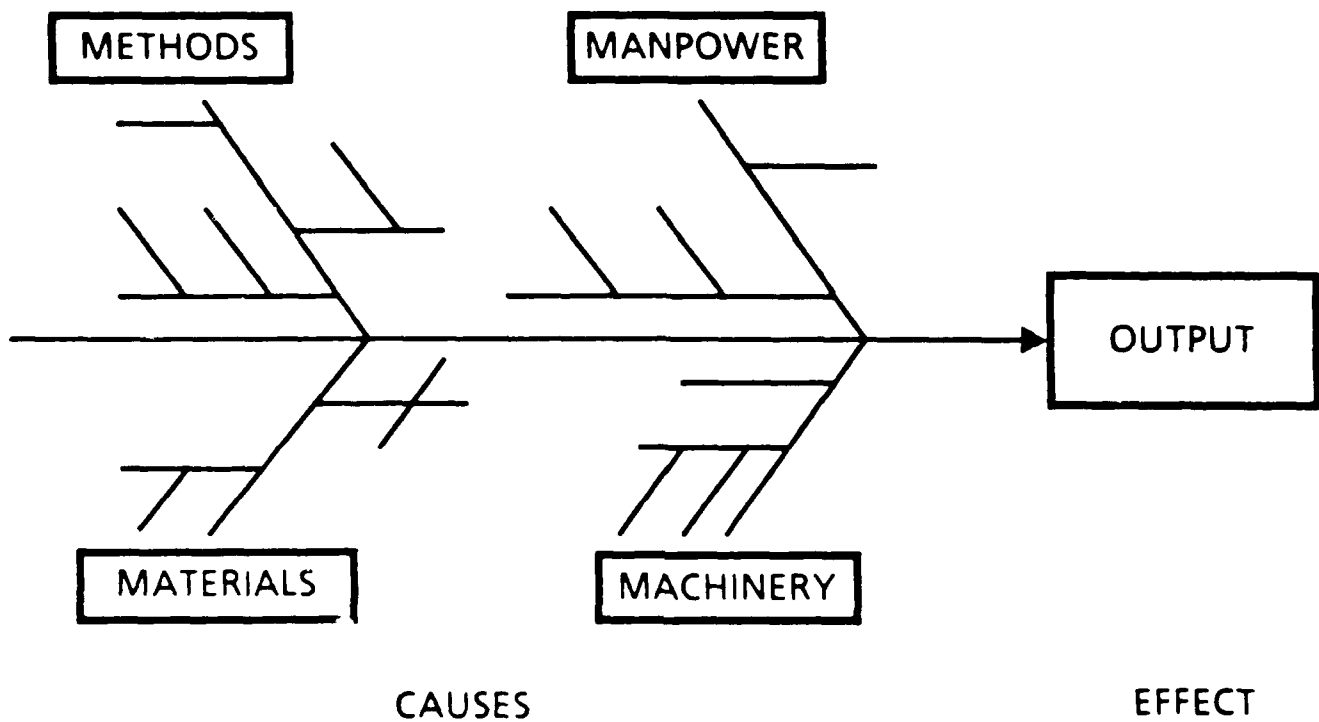 METHODS
MANPOWER
OUTPUT
MATERIALS
MACHINERY
CAUSES
EFFECT